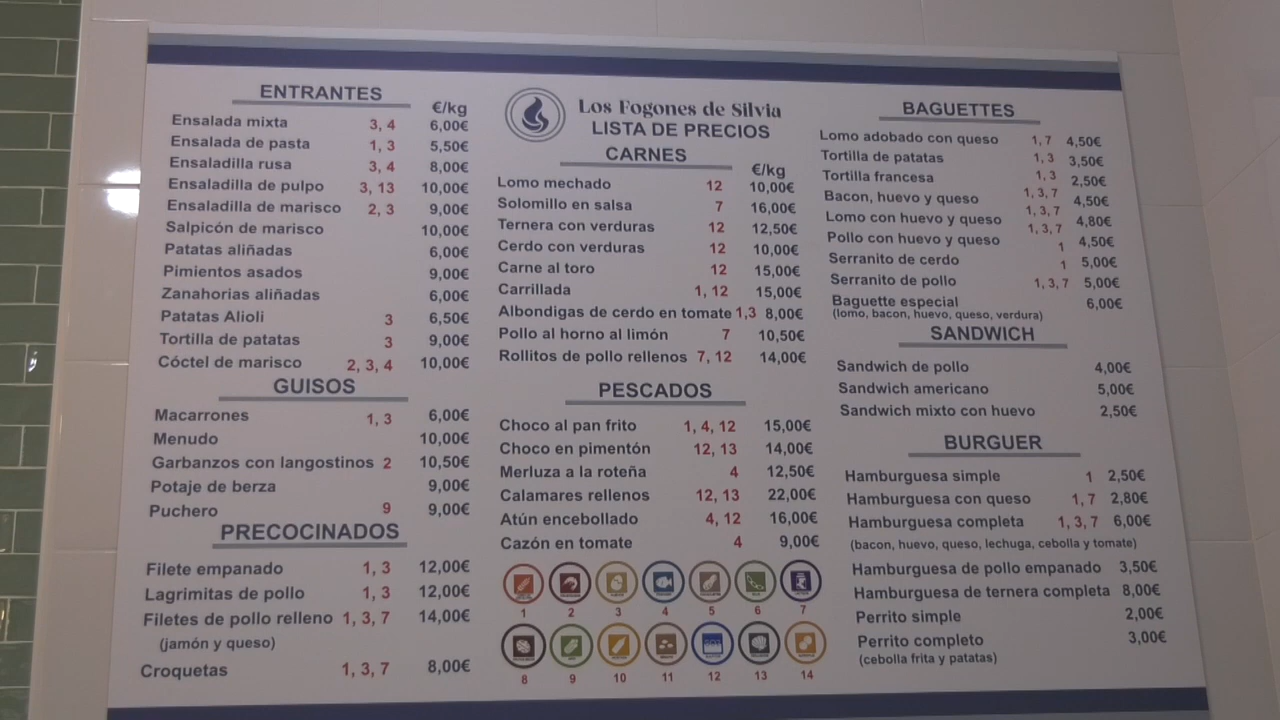 ENTRANTES
€/kg
Ensalada mixta 3, 4 6,00€
Ensalada de pasta 1, 3 5,50€
Ensaladilla rusa 3, 4 8,00€
Ensaladilla de pulpo 3, 13 10,00€
Ensaladilla de marisco 2, 3 9,00€
Salpicón de marisco 10,00€
Patatas aliñadas 6,00€
Pimientos asados 9,00€
Zanahorias aliñadas 6,00€
Patatas Alioli 3 6,50€
Tortilla de patatas 3 9,00€
Cóctel de marisco 2, 3, 4 10,00€
GUISOS
Macarrones 1, 3 6,00€
Menudo 10,00€
Garbanzos con langostinos 2 10,50€
Potaje de berza 9,00€
Puchero 9 9,00€
PRECOCINADOS
Filete empanado 1, 3 12,00€
Lagrimitas de pollo 1, 3 12,00€
Filetes de pollo relleno 1, 3, 7 14,00€
(jamón y queso)
Croquetas 1, 3, 7 8,00€
Los Fogones de Silvia
LISTA DE PRECIOS
CARNES
€/kg
Lomo mechado 12 10,00€
Solomillo en salsa 7 16,00€
Ternera con verduras 12 12,50€
Cerdo con verduras 12 10,00€
Carne al toro 12 15,00€
Carrillada 1, 12 15,00€
Albondigas de cerdo en tomate 1,3 8,00€
Pollo al horno al limón 7 10,50€
Rollitos de pollo rellenos 7, 12 14,00€
PESCADOS
Choco al pan frito 1, 4, 12 15,00€
Choco en pimentón 12, 13 14,00€
Merluza a la roteña 4 12,50€
Calamares rellenos 12, 13 22,00€
Atún encebollado 4, 12 16,00€
Cazón en tomate 4 9,00€
1 2 3 4 5 6 7
8 9 10 11 12 13 14
BAGUETTES
Lomo adobado con queso 1, 7 4,50€
Tortilla de patatas 1, 3 3,50€
Tortilla francesa 1, 3 2,50€
Bacon, huevo y queso 1, 3, 7 4,50€
Lomo con huevo y queso 1, 3, 7 4,80€
Pollo con huevo y queso 1, 3, 7 4,50€
Serranito de cerdo 1 5,00€
Serranito de pollo 1 5,00€
Baguette especial 1, 3, 7 6,00€
(lomo, bacon, huevo, queso, verdura)
SANDWICH
Sandwich de pollo 4,00€
Sandwich americano 5,00€
Sandwich mixto con huevo 2,50€
BURGUER
Hamburguesa simple 1 2,50€
Hamburguesa con queso 1, 7 2,80€
Hamburguesa completa 1, 3, 7 6,00€
(bacon, huevo, queso, lechuga, cebolla y tomate)
Hamburguesa de pollo empanado 3,50€
Hamburguesa de ternera completa 8,00€
Perrito simple 2,00€
Perrito completo 3,00€
(cebolla frita y patatas)